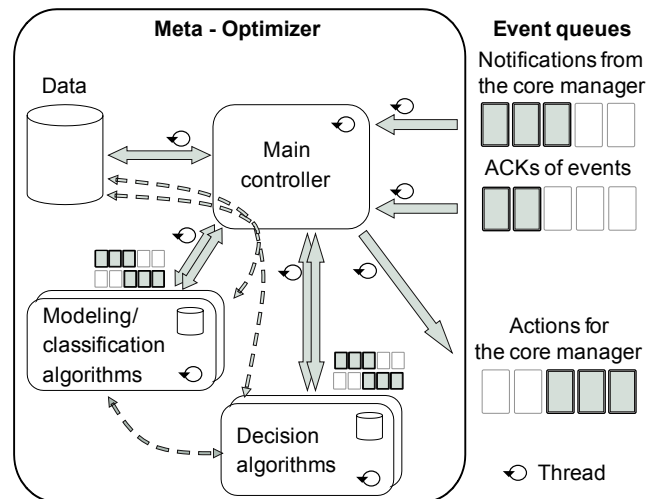 Meta - Optimizer
Event queues
Data
Main
controller
Notifications from
the core manager
ACKs of events
Modeling/
classification
algorithms
Decision
algorithms
Actions for
the core manager
Thread